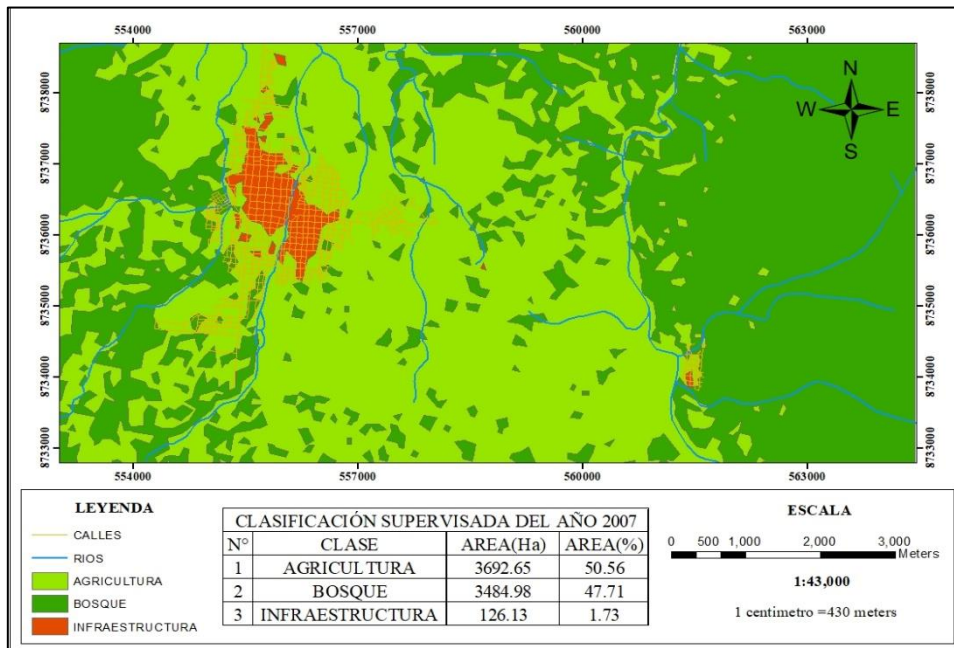 554000 557000 560000 563000
8738000 8738000
N
W E
S
8737000 8737000
8736000 8736000
8735000 8735000
8734000 8734000
8733000 8733000
554000 557000 560000 563000
LEYENDA
CALLES
RIOS
AGRICULTURA
BOSQUE
INFRAESTRUCTURA
CLASIFICACIÓN SUPERVISADA DEL AÑO 2007
N° CLASE AREA(Ha) AREA(%)
1 AGRICULTURA 3692.65 50.56
2 BOSQUE 3484.98 47.71
3 INFRAESTRUCTURA 126.13 1.73
ESCALA
0 500 1,000 2,000 3,000
Meters
1:43,000
1 centimetro =430 meters